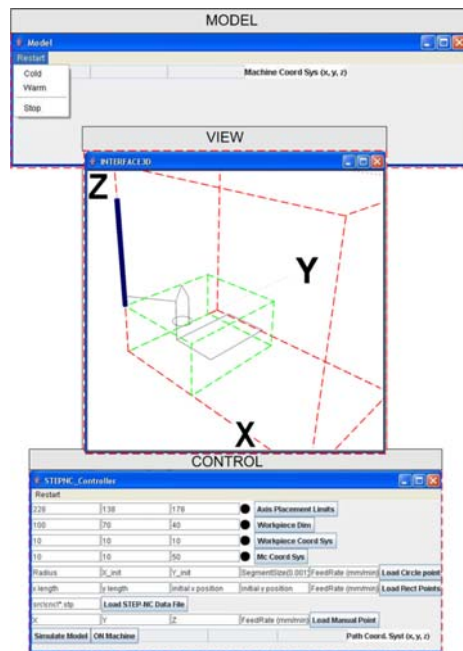 MODEL
Model
Restart
Cold
Machine Coord Sys (x, y, z)
Warm
Stop
VIEW
INTERFACE3D
Z
Y
X
CONTROL
STEPNC_Controller
Restart
228 138 178 Axis Placement Limits
100 70 40 Workpiece Dim
10 10 10 Workpiece Coord Sys
10 10 50 Mc Coord Sys
Radius X_init Y_init SegmentSize(0.001) FeedRate (mm/min) Load Circle point
x length y length initial x position initial y position FeedRate (mm/min) Load Rect Points
src\snc\*.stp Load STEP-NC Data File
X Y Z FeedRate (mm/min) Load Manual Point
Simulate Model ON Machine Path Coord. Syst (x, y, z)